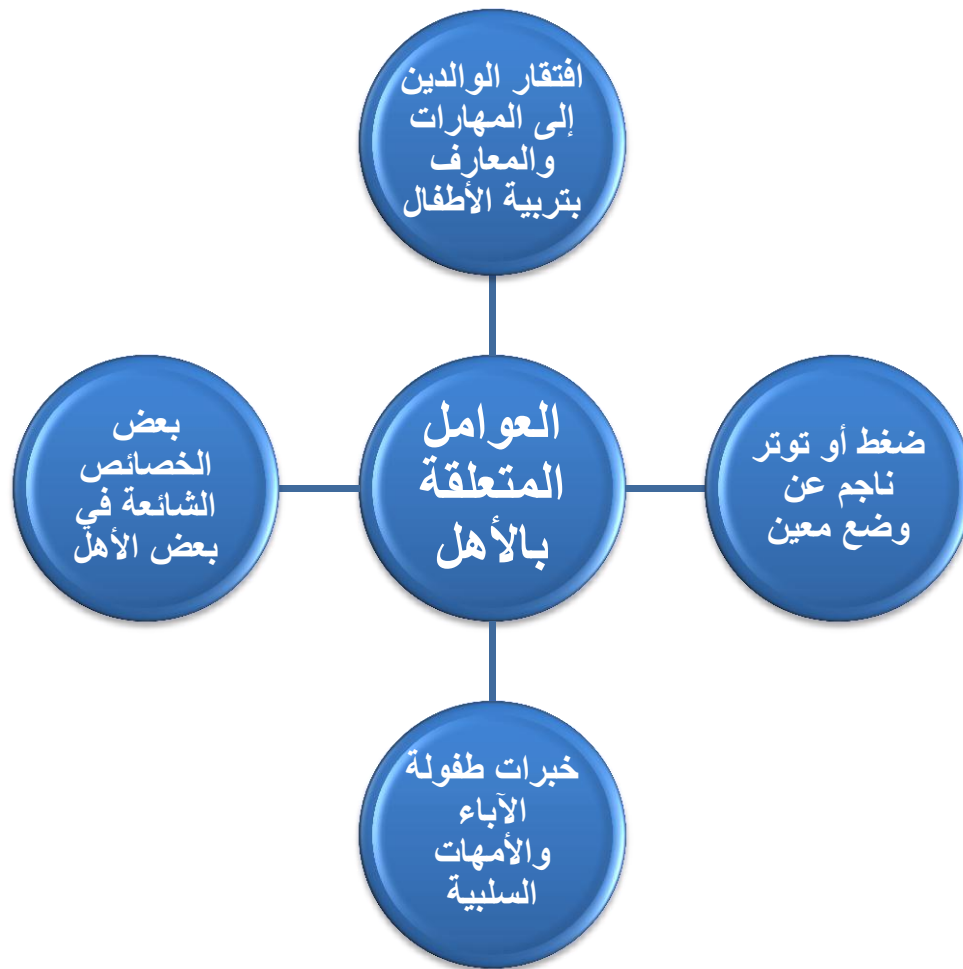 افتقار الوالدين
إلى المهارات
والمعارف
بتربية الأطفال
ضغط أو توتر
ناجم عن
وضع معين
العوامل
المتعلقة
بالأهل
بعض
الخصائص
الشائعة في
بعض الأهل
خبرات طفولة
الآباء
والأمهات
السلبية